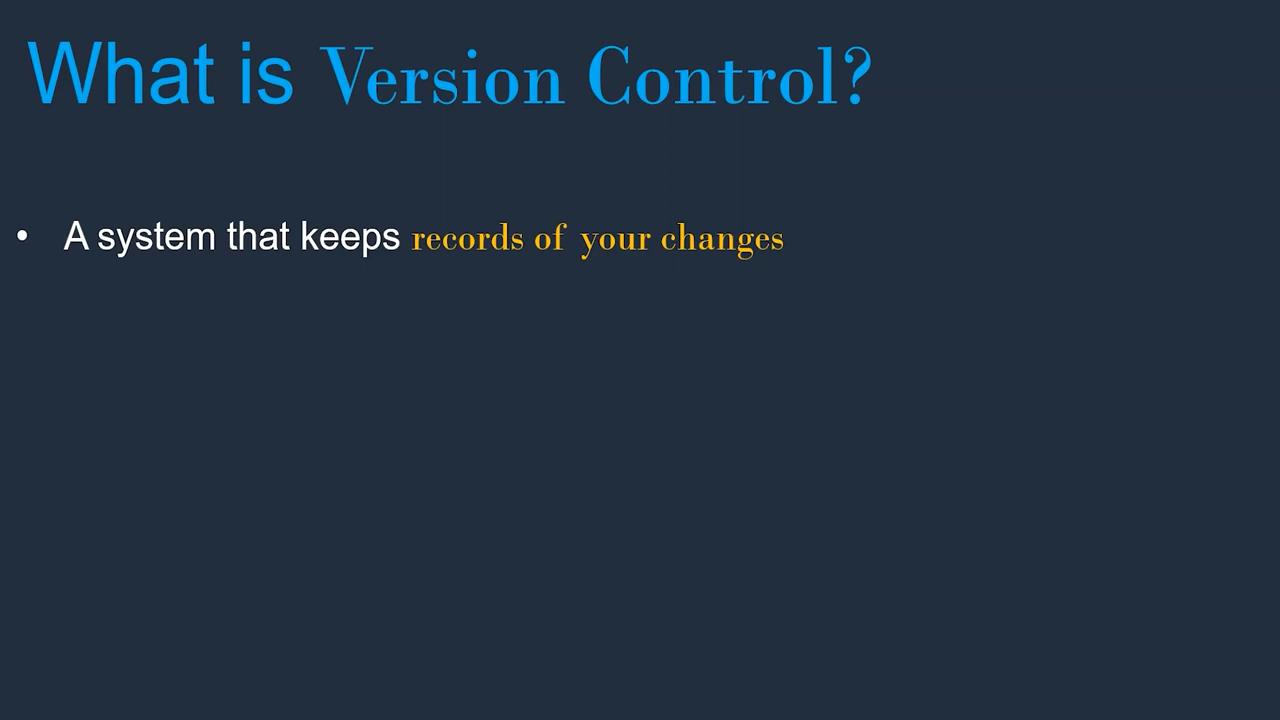 What is Version Control?
• A system that keeps records of your changes